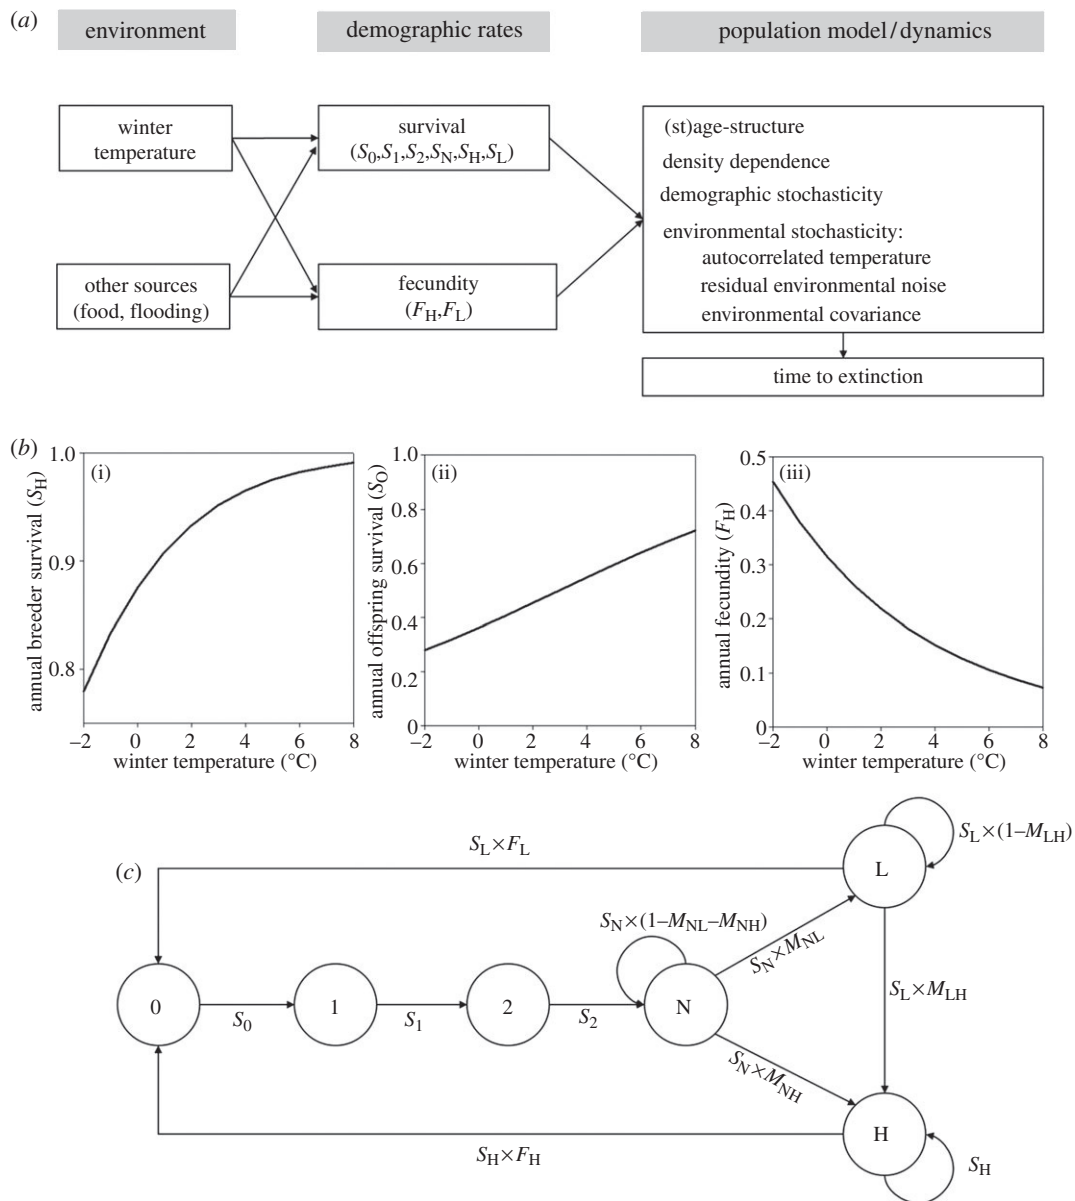 (a)
environment
demographic rates
population model/dynamics
winter
temperature
survival
(S0,S1,S2,SN,SH,SL)
other sources
(food, flooding)
fecundity
(FH,FL)
(st)age-structure
density dependence
demographic stochasticity
environmental stochasticity:
autocorrelated temperature
residual environmental noise
environmental covariance
time to extinction
(b)
(i)
annual breeder survival (SH)
1.0
0.9
0.8
−2 0 2 4 6 8
winter temperature (°C)
(ii)
annual offspring survival (SO)
1.0
0.8
0.6
0.4
0.2
0
−2 0 2 4 6 8
winter temperature (°C)
(iii)
annual fecundity (FH)
0.5
0.4
0.3
0.2
0.1
0
−2 0 2 4 6 8
winter temperature (°C)
(c)
SL×FL
L
SL×(1–MLH)
SN×(1–MNL–MNH)
SN×MNL
SL×MLH
0
S0
1
S1
2
S2
N
SN×MNH
H
SH×FH
SH